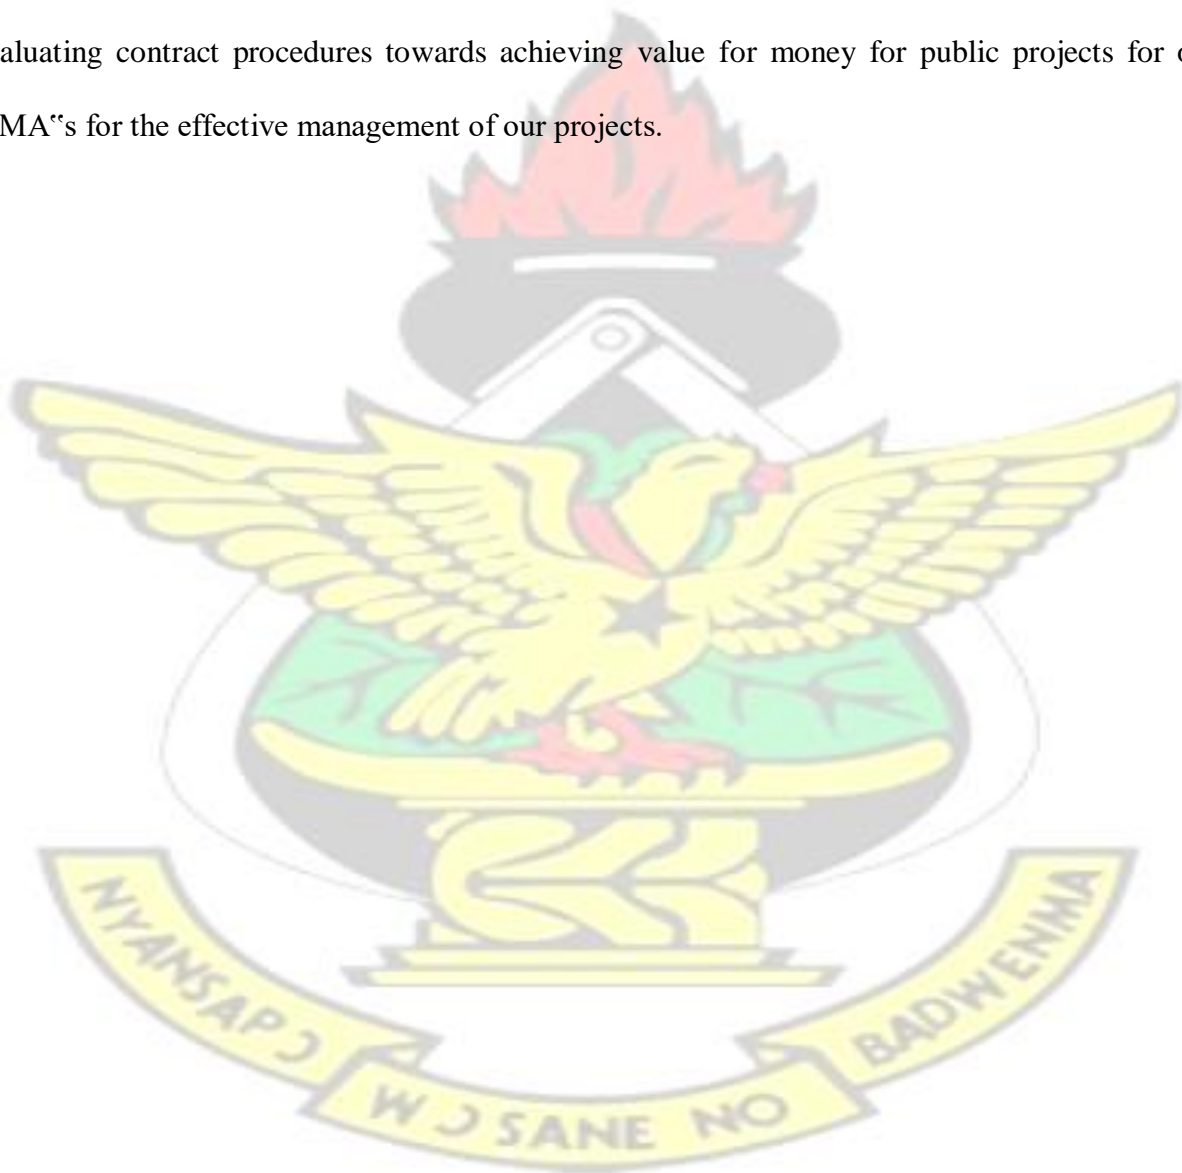 aluating contract procedures towards achieving value for money for public projects for
MA‟s for the effective management of our projects.
NYANSAPƆ
WƆSANE NO
BADWENMA